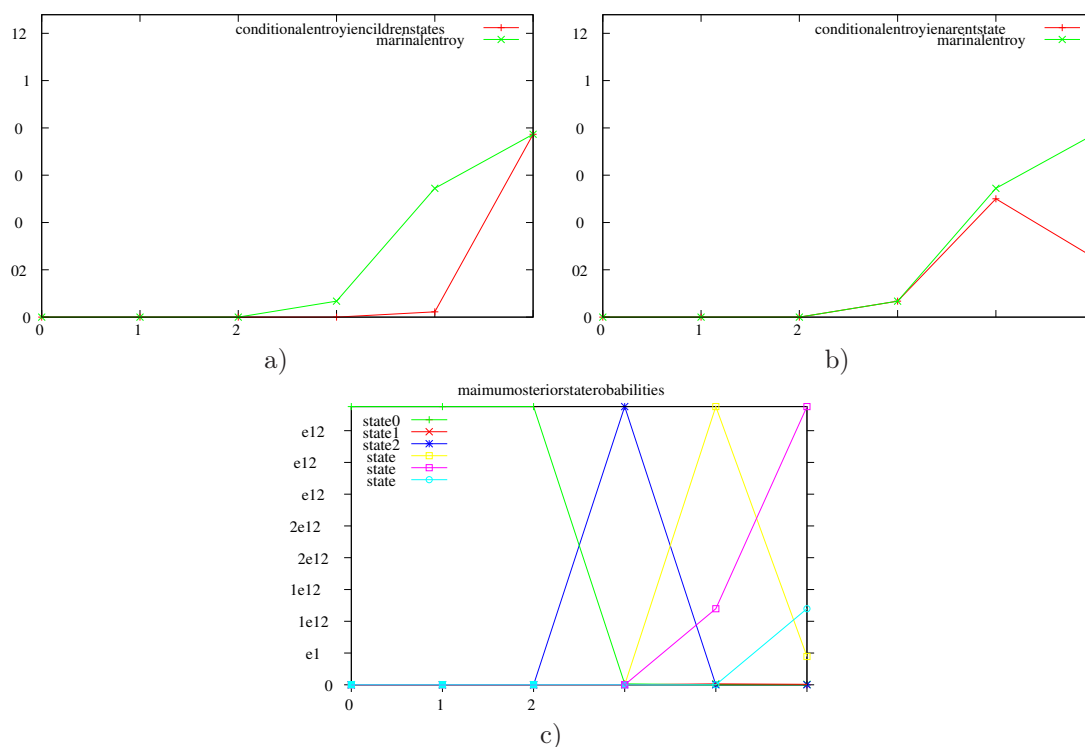 conditionalentroyiencildrenstates
marinalentroy
12
1
0
0
0
02
0
0 1 2
a)
conditionalentroyienarentstate
marinalentroy
12
1
0
0
0
02
0
0 1 2
b)
maimumosteriorstaterobabilities
state0
state1
state2
state
state
state
e12
e12
e12
2e12
2e12
1e12
1e12
e1
0
0 1 2
c)